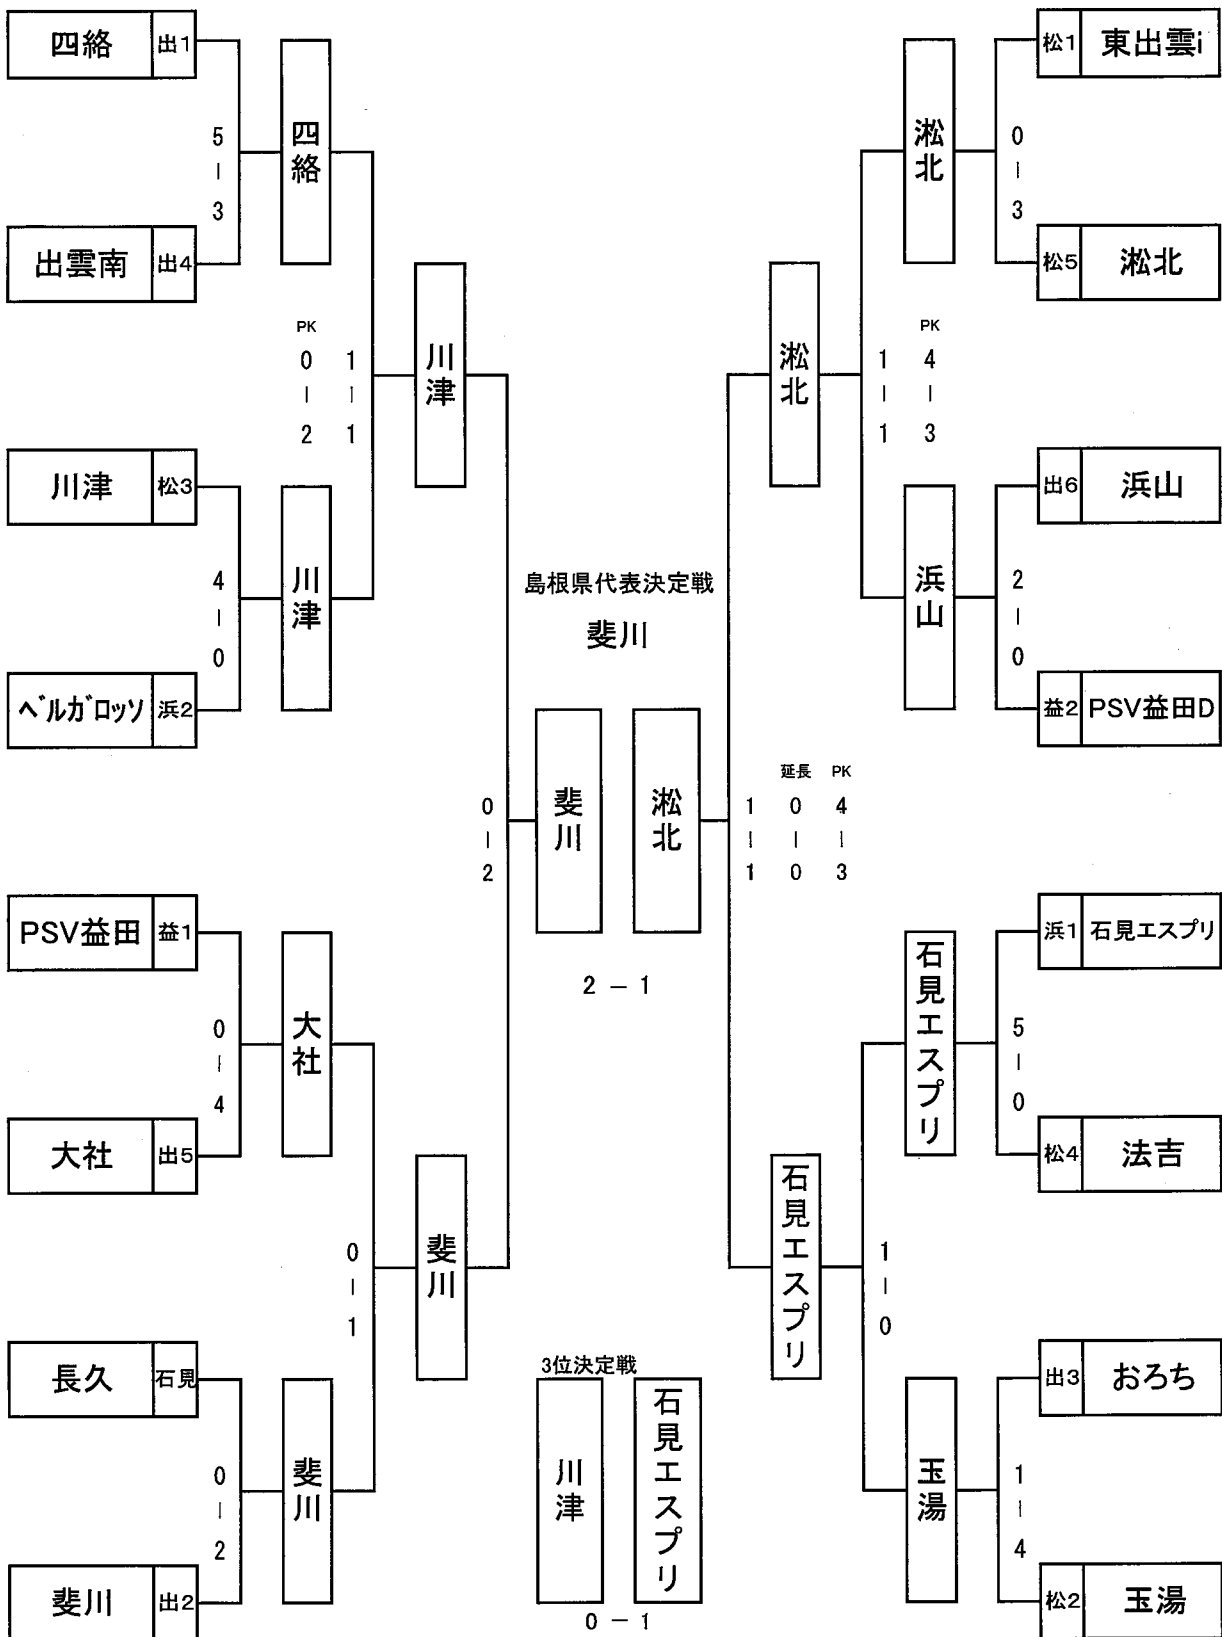 四絡 出1
5－3
出雲南 出4
四絡
PK
0－2
1－1
川津 松3
4－0
ベルガロッソ 浜2
川津
川津
PSV益田 益1
0－4
大社 出5
大社
0－1
長久 石見
0－2
斐川 出2
斐川
斐川
0－2
島根県代表決定戦
斐川
斐川
淞北
2－1
3位決定戦
川津
石見エスプリ
0－1
淞北
延長 PK
1－1
0－0
4－3
石見エスプリ
淞北
PK
1－1
4－3
浜山
石見エスプリ
1－0
玉湯
松1 東出雲i
0－3
松5 淞北
出6 浜山
2－0
益2 PSV益田D
浜1 石見エスプリ
5－0
松4 法吉
出3 おろち
1－4
松2 玉湯